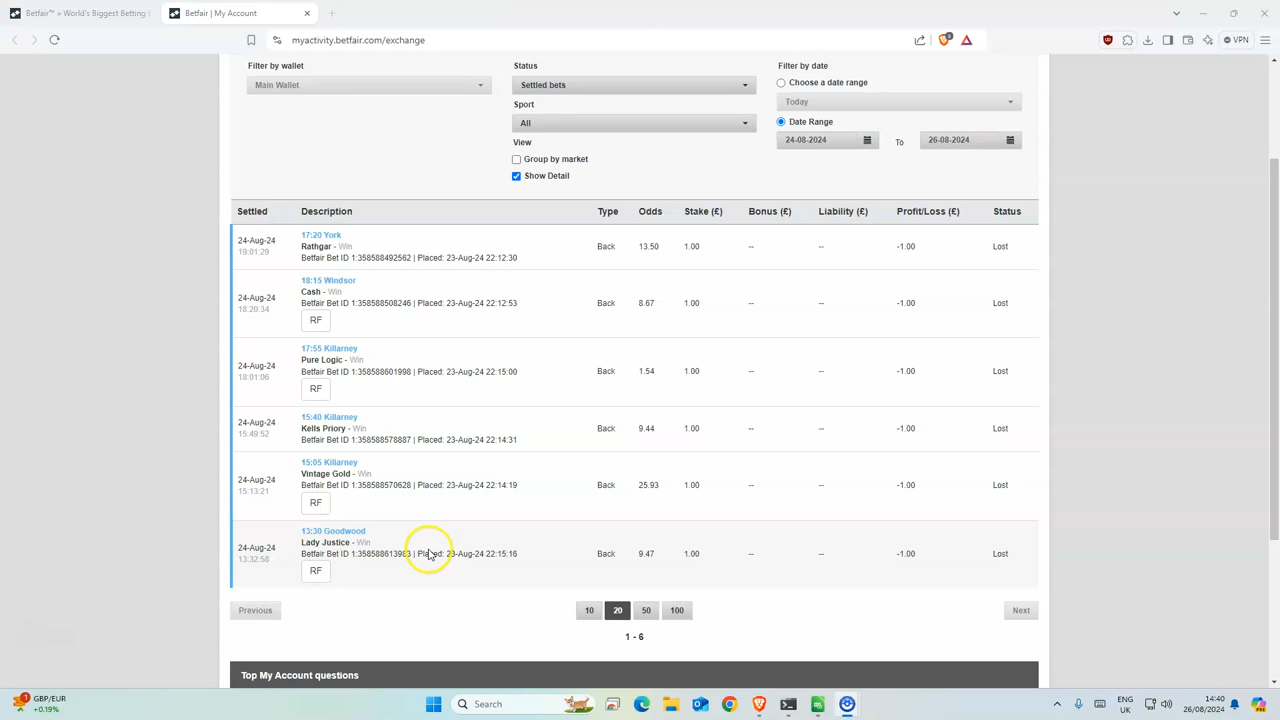 Betfair™ » World's Biggest Betting
Betfair | My Account
myactivity.betfair.com/exchange
VPN
Filter by wallet
Status
Filter by date
Main Wallet
Settled bets
Choose a date range
Sport
Today
All
Date Range
View
24-08-2024
To
26-08-2024
Group by market
Show Detail
Settled Description Type Odds Stake (£) Bonus (£) Liability (£) Profit/Loss (£) Status
17:20 York
24-Aug-24 Rathgar - Win Back 13.50 1.00 -- -- -1.00 Lost
19:01:29 Betfair Bet ID 1:358588492562 | Placed: 23-Aug-24 22:12:30
18:15 Windsor
Cash - Win
24-Aug-24 Betfair Bet ID 1:358588508246 | Placed: 23-Aug-24 22:12:53 Back 8.67 1.00 -- -- -1.00 Lost
18:20:34
RF
17:55 Killarney
Pure Logic - Win
24-Aug-24 Betfair Bet ID 1:358588601998 | Placed: 23-Aug-24 22:15:00 Back 1.54 1.00 -- -- -1.00 Lost
18:01:06
RF
15:40 Killarney
24-Aug-24 Kells Priory - Win Back 9.44 1.00 -- -- -1.00 Lost
15:49:52 Betfair Bet ID 1:358588578887 | Placed: 23-Aug-24 22:14:31
15:05 Killarney
Vintage Gold - Win
24-Aug-24 Betfair Bet ID 1:358588570628 | Placed: 23-Aug-24 22:14:19 Back 25.93 1.00 -- -- -1.00 Lost
15:13:21
RF
13:30 Goodwood
Lady Justice - Win
24-Aug-24 Betfair Bet ID 1:358588613983 | Placed: 23-Aug-24 22:15:16 Back 9.47 1.00 -- -- -1.00 Lost
13:32:58
RF
Previous 10 20 50 100 Next
1 - 6
Top My Account questions
GBP/EUR
+0.19%
Search
ENG
UK
14:40
26/08/2024